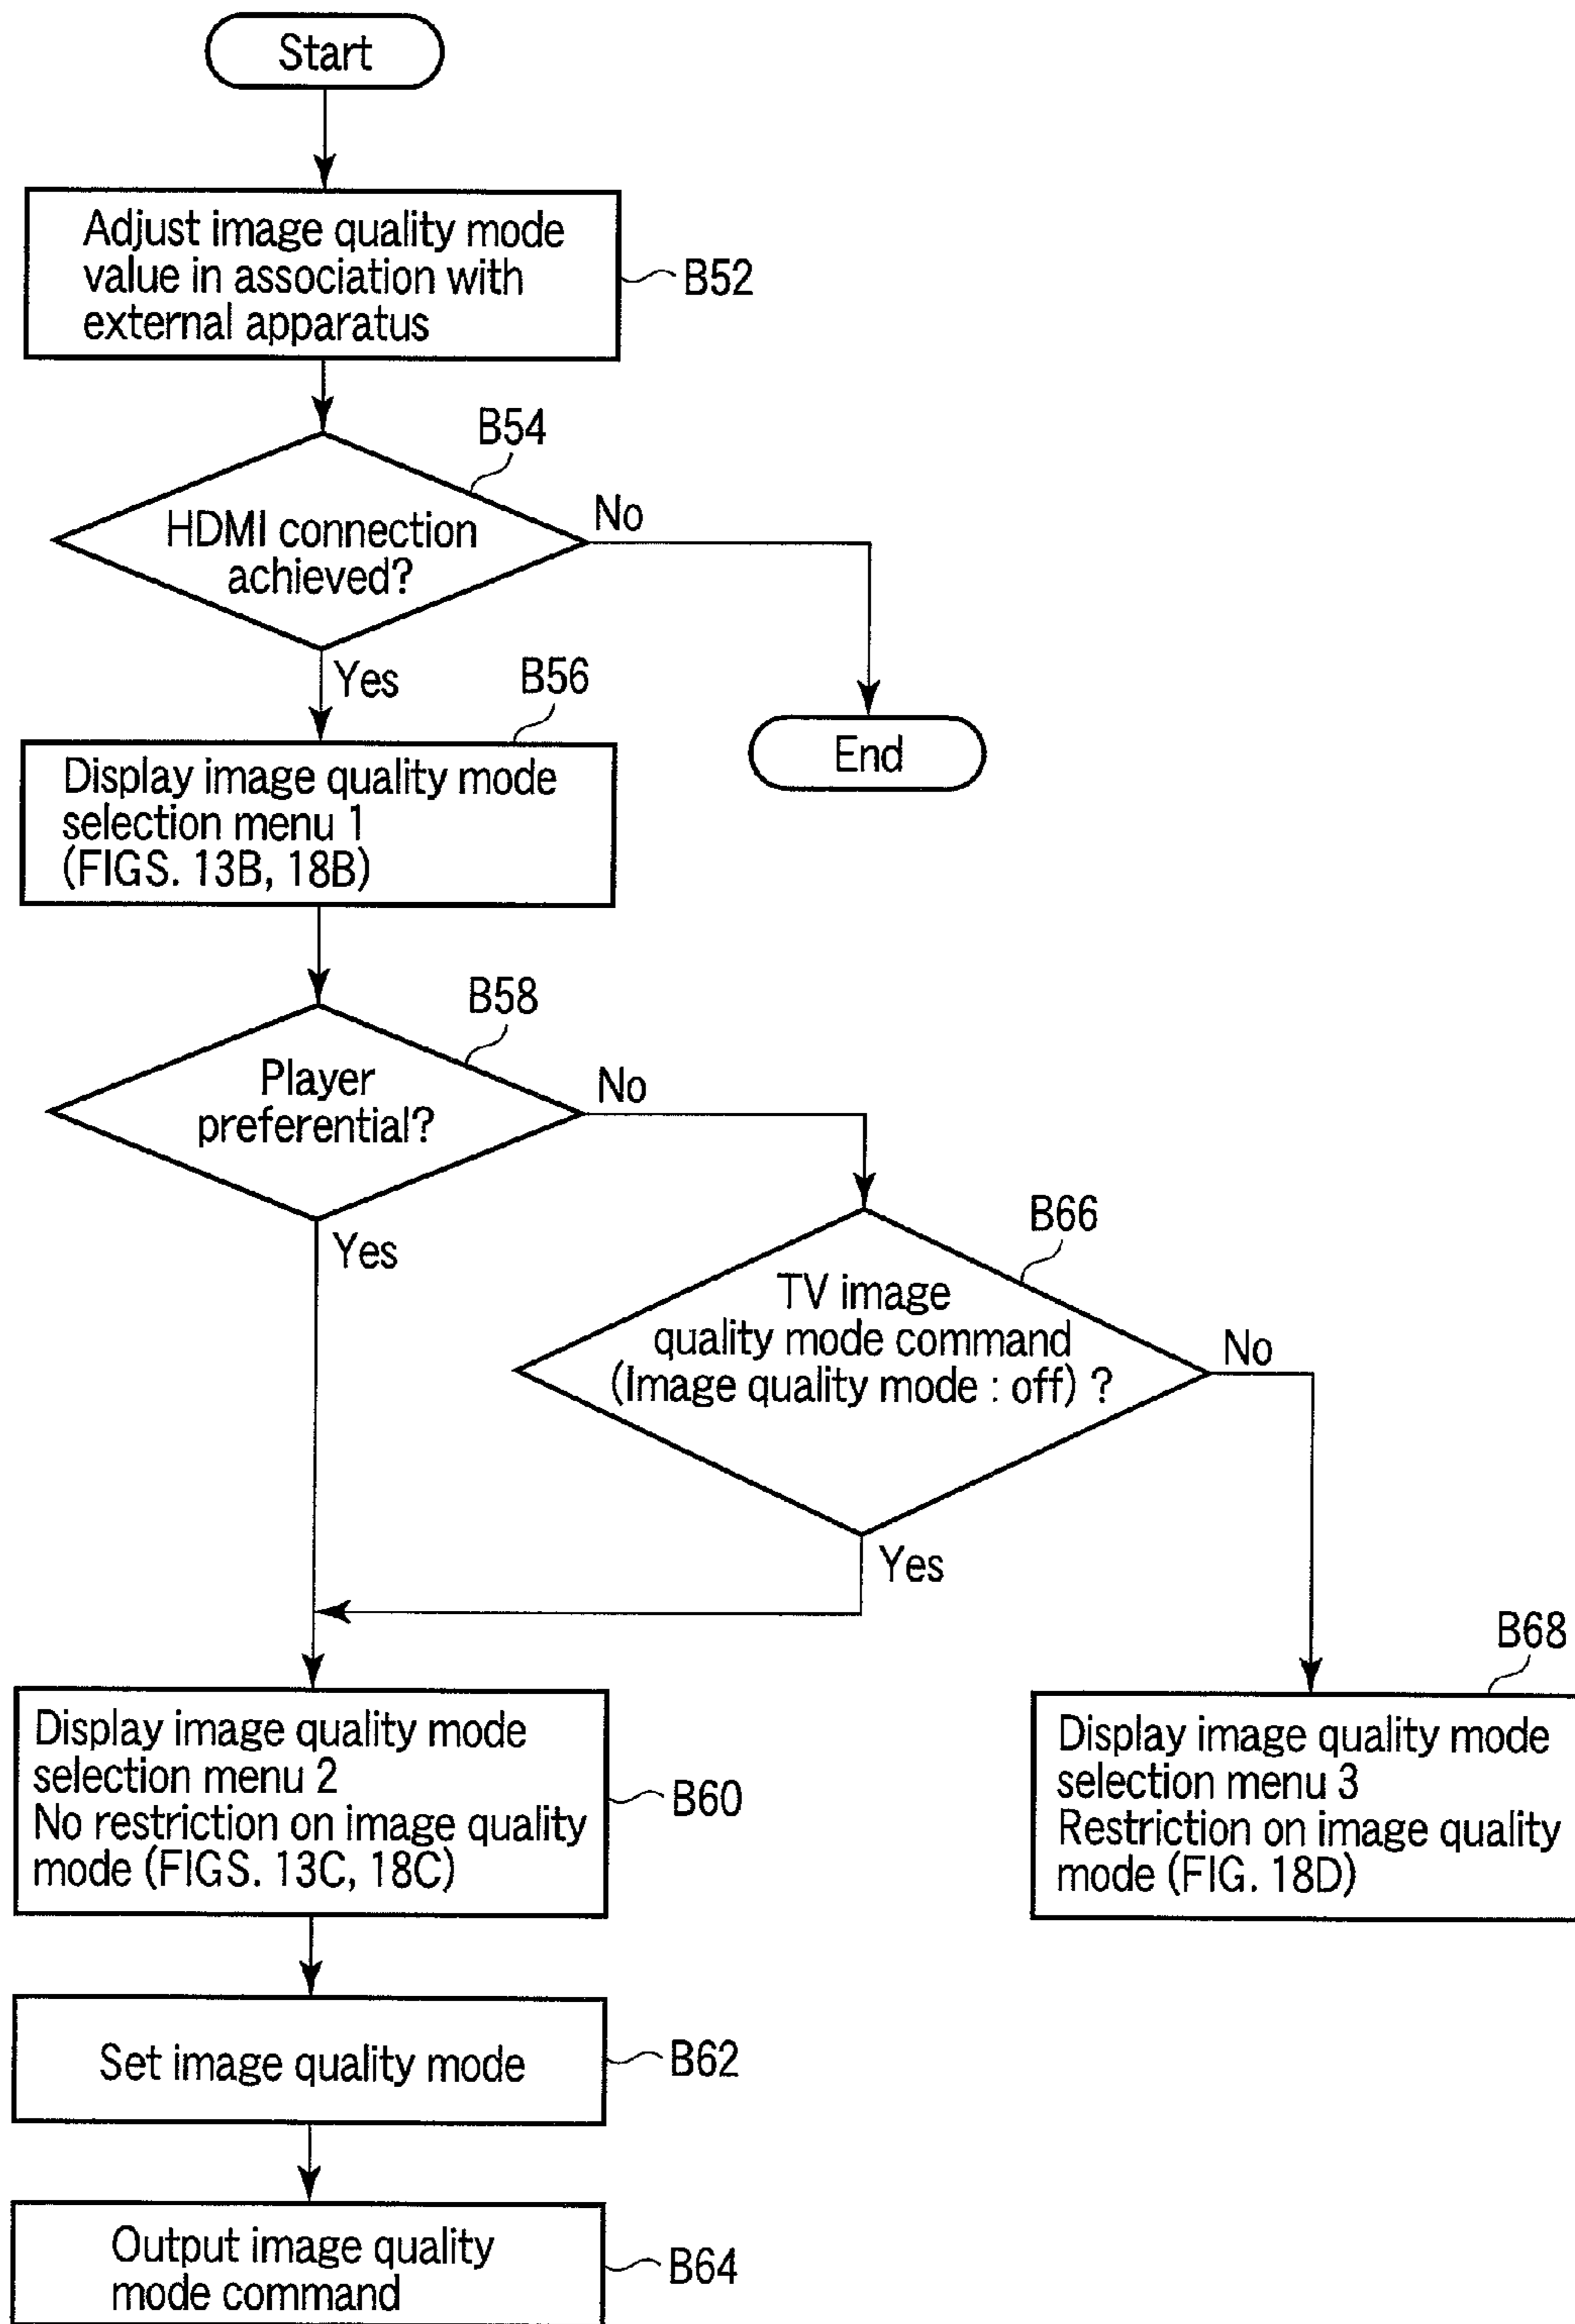 Start
Adjust image quality mode
value in association with
external apparatus
B52
B54
HDMI connection
achieved?
No
Yes
B56
End
Display image quality mode
selection menu 1
(FIGS. 13B, 18B)
B58
Player
preferential?
No
Yes
B66
TV image
quality mode command
(Image quality mode : off) ?
No
Yes
B68
Display image quality mode
selection menu 2
No restriction on image quality
mode (FIGS. 13C, 18C)
B60
Display image quality mode
selection menu 3
Restriction on image quality
mode (FIG. 18D)
Set image quality mode
B62
Output image quality
mode command
B64